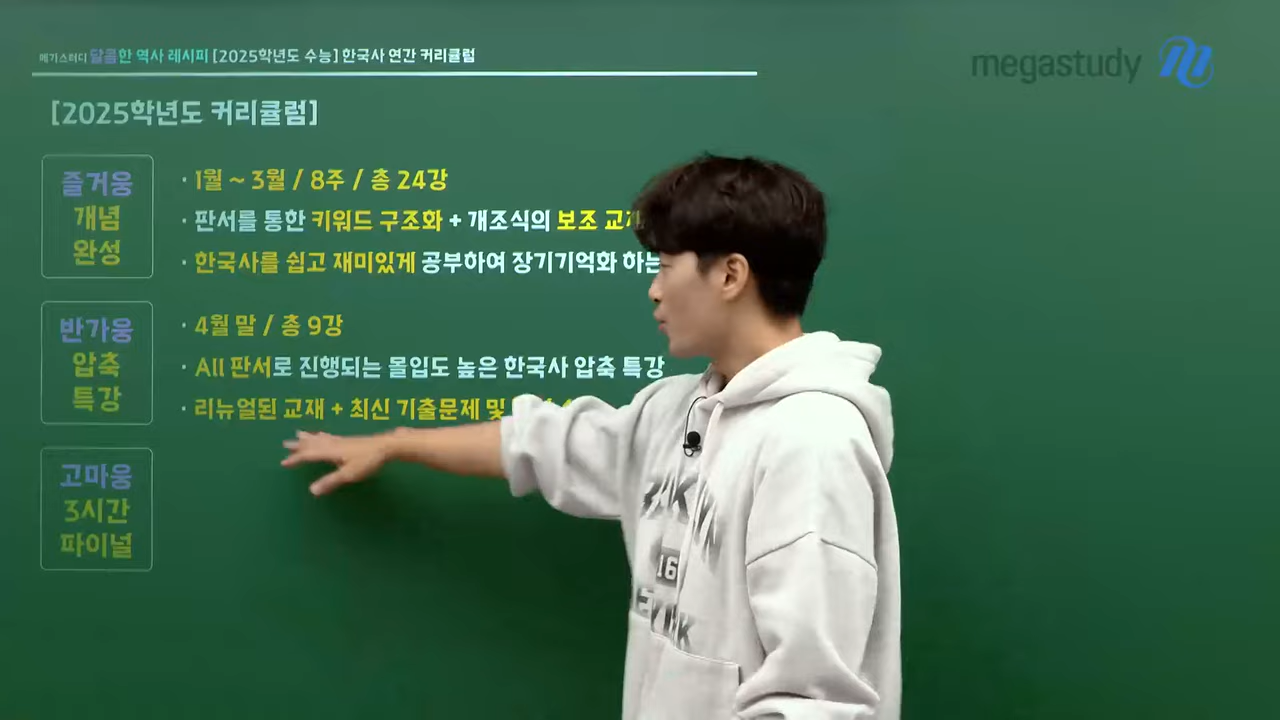 메가스터디 달콤한 역사 레시피 [2025학년도 수능] 한국사 연간 커리큘럼
megastudy
[2025학년도 커리큘럼]
즐거웅
개념
완성
· 1월 ~ 3월 / 8주 / 총 24강
· 판서를 통한 키워드 구조화 + 개조식의 보조 교재
· 한국사를 쉽고 재미있게 공부하여 장기기억화 하는
반가웅
압축
특강
· 4월 말 / 총 9강
· All 판서로 진행되는 몰입도 높은 한국사 압축 특강
· 리뉴얼된 교재 + 최신 기출문제 및
고마웅
3시간
파이널
16